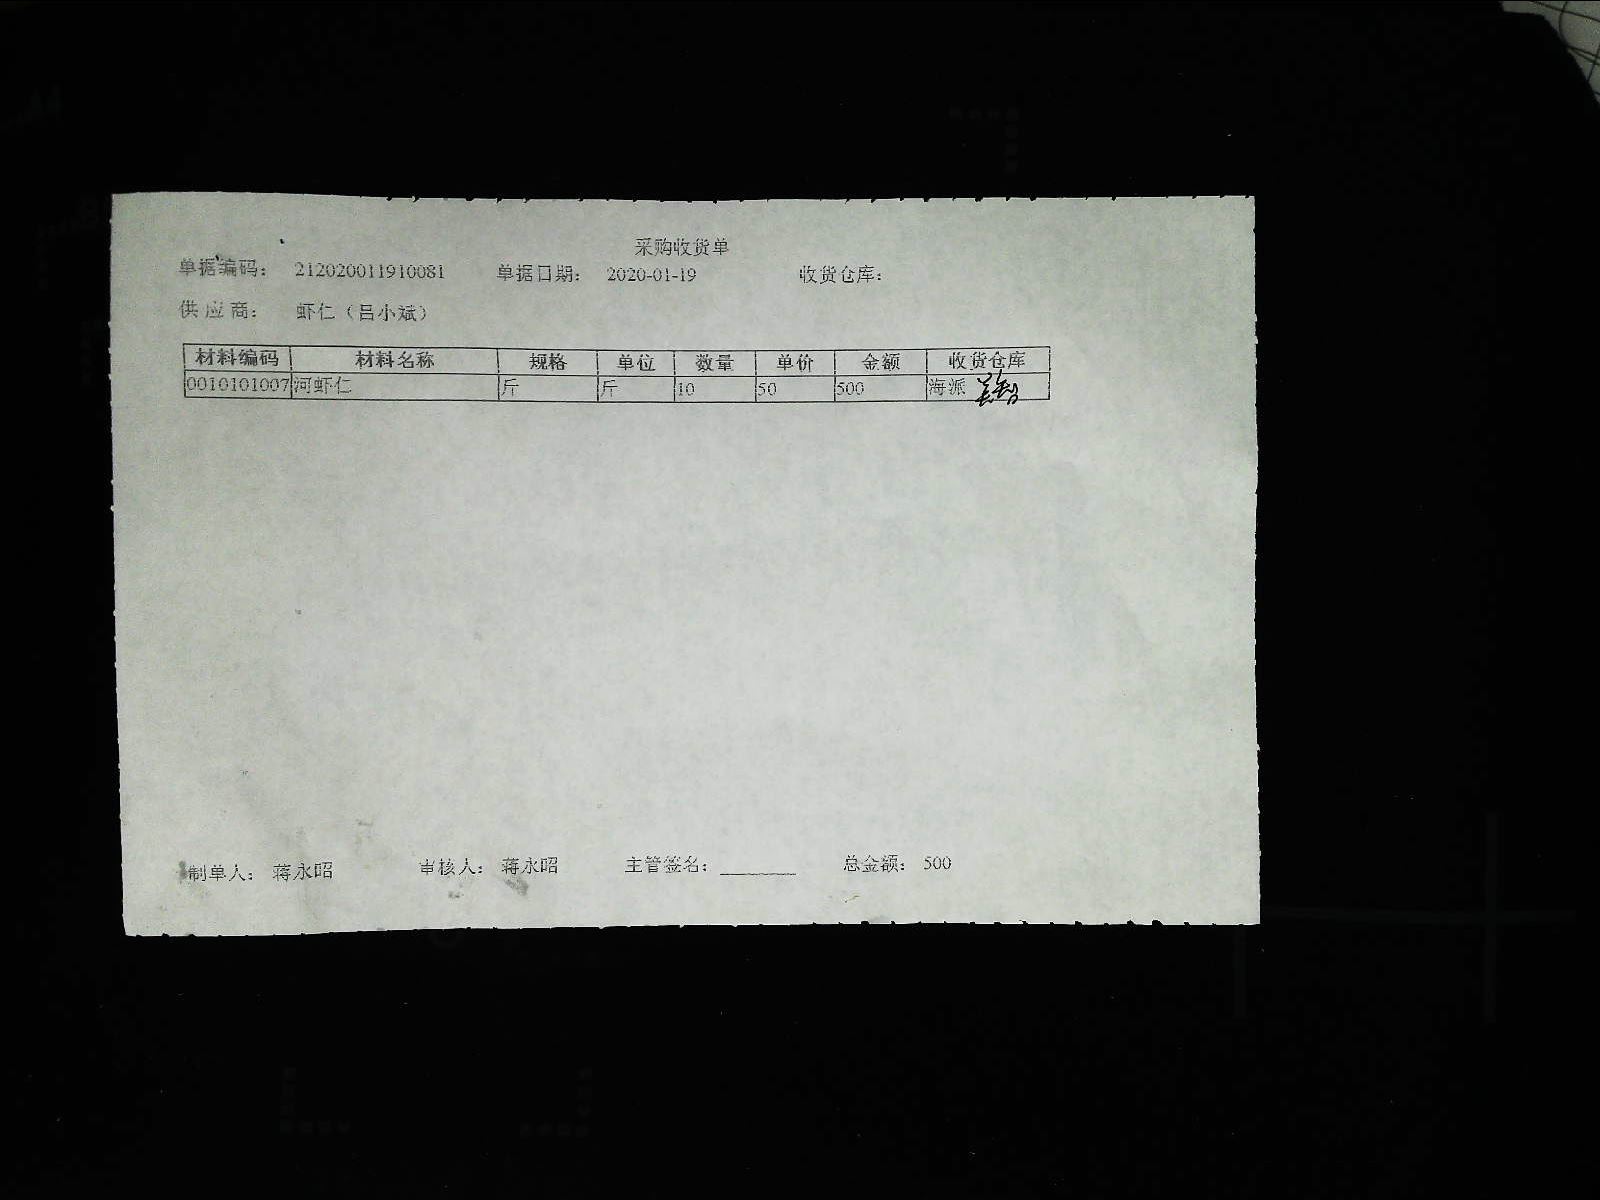 采购收货单
单据编码： 212020011910081 单据日期： 2020-01-19 收货仓库：
供应商： 虾仁（吕小斌）
材料编码 材料名称 规格 单位 数量 单价 金额 收货仓库
0010101007 河虾仁 斤 斤 10 50 500 海派
制单人： 蒋永昭 审核人： 蒋永昭 主管签名： 总金额： 500